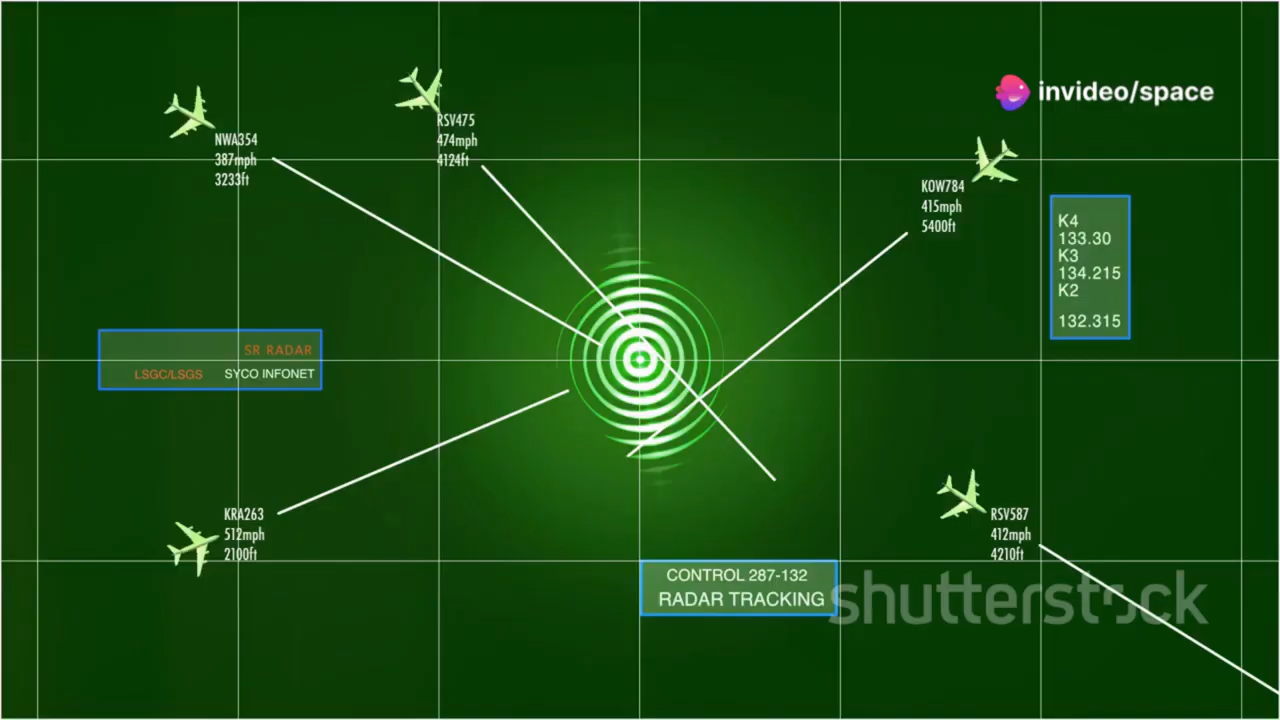 invideo/space
RSV475
474mph
4124ft
NWA354
387mph
3233ft
KOW784
415mph
5400ft
K4
133.30
K3
134.215
K2
132.315
SR RADAR
LSGC/LSGS SYCO INFONET
KRA263
512mph
2100ft
RSV587
412mph
4210ft
CONTROL 287-132
RADAR TRACKING
shutterstock